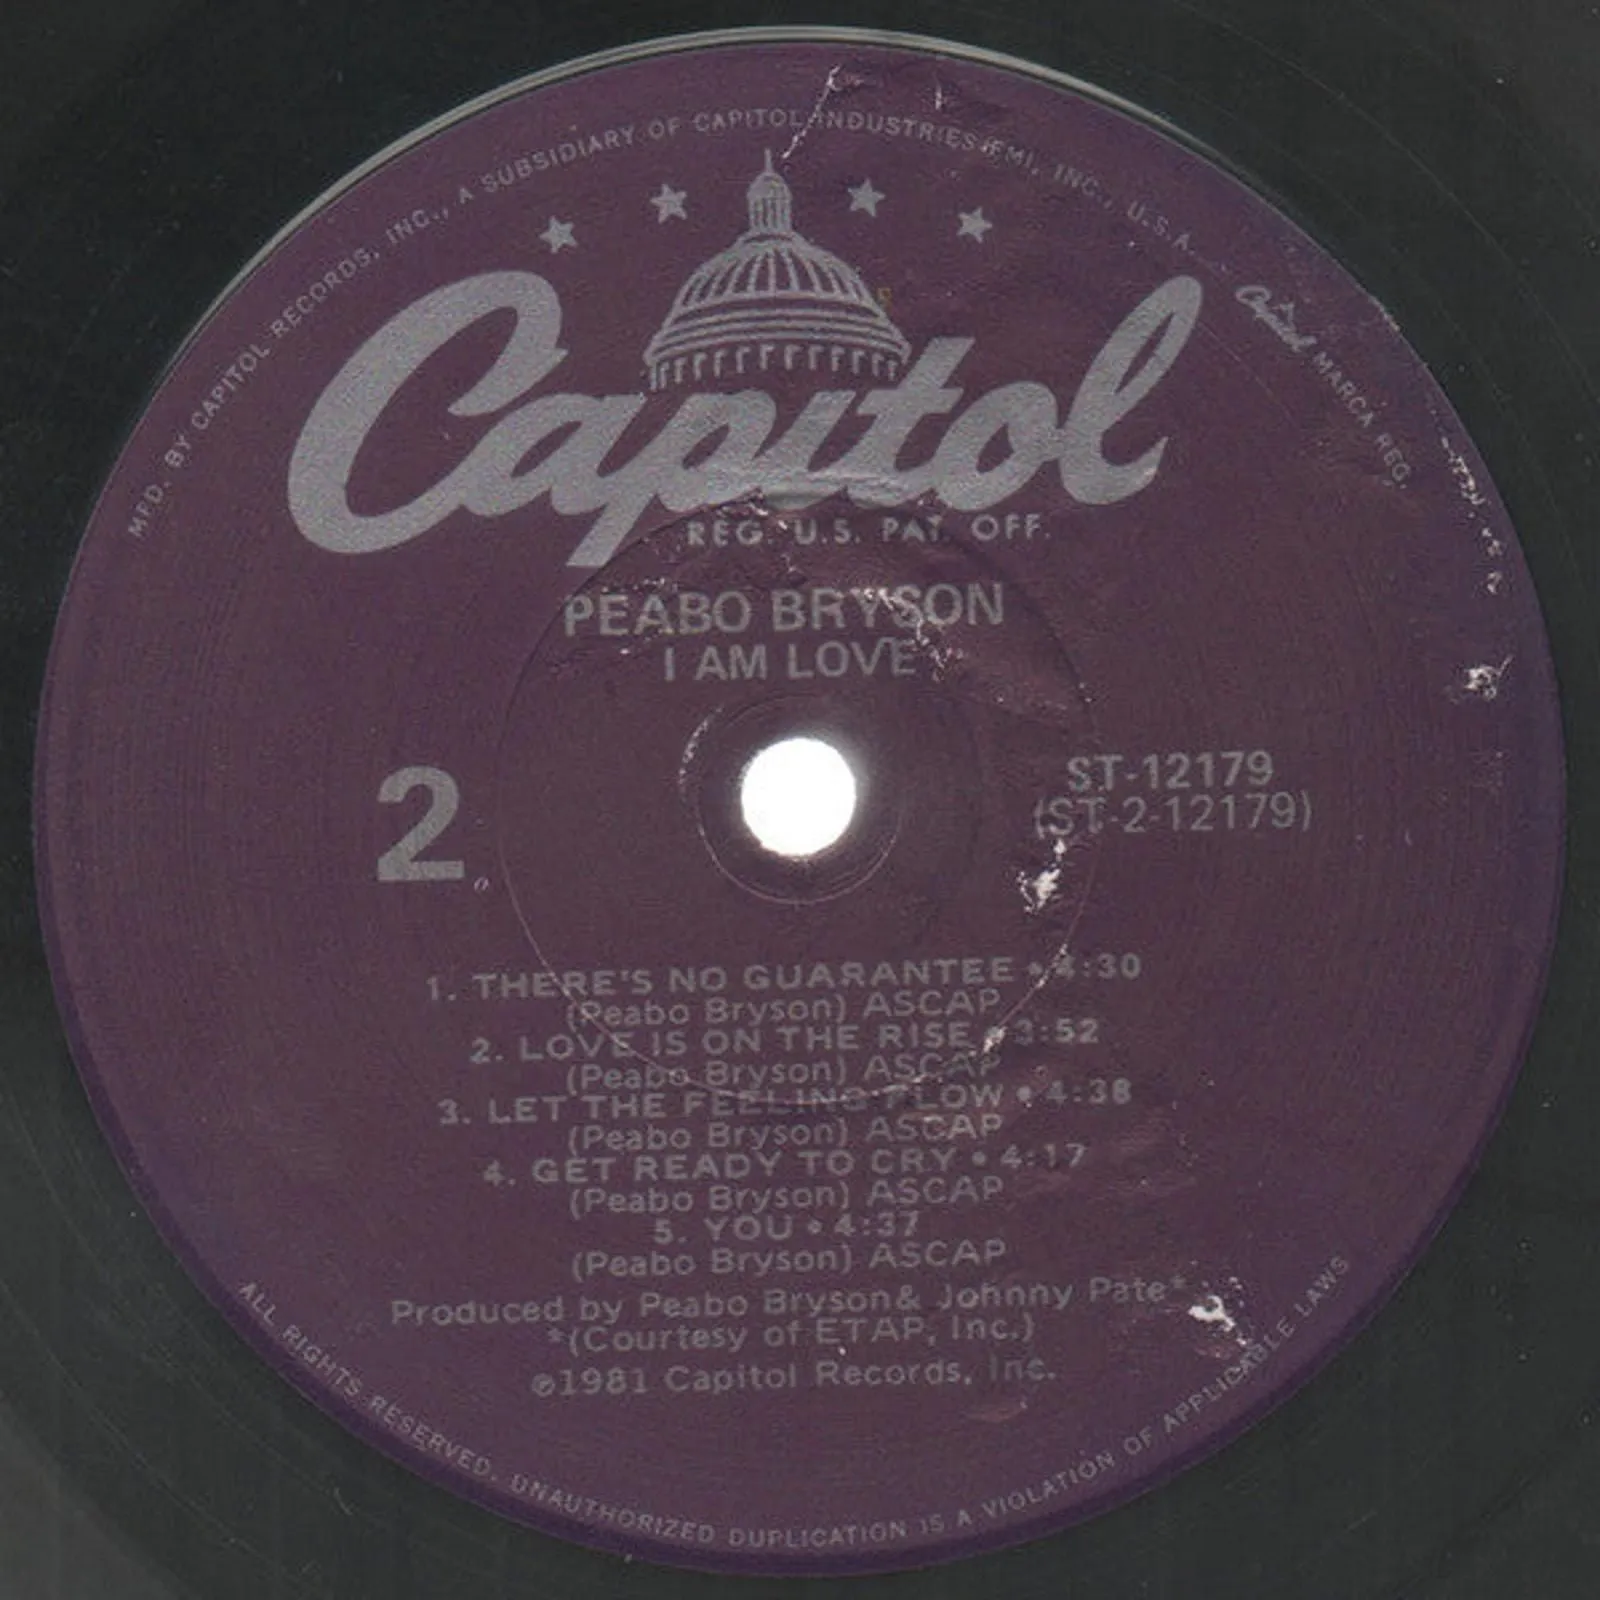 MFD. BY CAPITOL RECORDS, INC., A SUBSIDIARY OF CAPITOL INDUSTRIES-EMI, INC., U.S.A.
Capitol MARCA REG.
Capitol
REG. U.S. PAT. OFF.
PEABO BRYSON
I AM LOVE
2
ST-12179
(ST-2-12179)
1. THERE'S NO GUARANTEE • 4:30
(Peabo Bryson) ASCAP
2. LOVE IS ON THE RISE • 3:52
(Peabo Bryson) ASCAP
3. LET THE FEELING FLOW • 4:38
(Peabo Bryson) ASCAP
4. GET READY TO CRY • 4:17
(Peabo Bryson) ASCAP
5. YOU • 4:37
(Peabo Bryson) ASCAP
Produced by Peabo Bryson & Johnny Pate*
*(Courtesy of ETAP, Inc.)
℗1981 Capitol Records, Inc.
ALL RIGHTS RESERVED. UNAUTHORIZED DUPLICATION IS A VIOLATION OF APPLICABLE LAWS